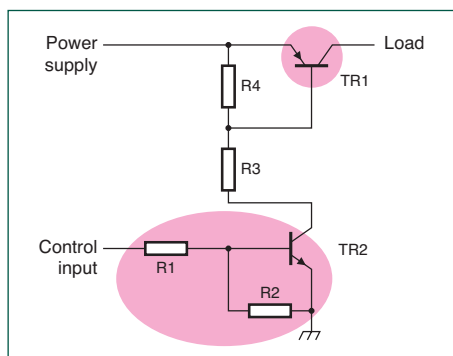 Power
supply
Load
TR1
R4
R3
Control
input
R1
TR2
R2